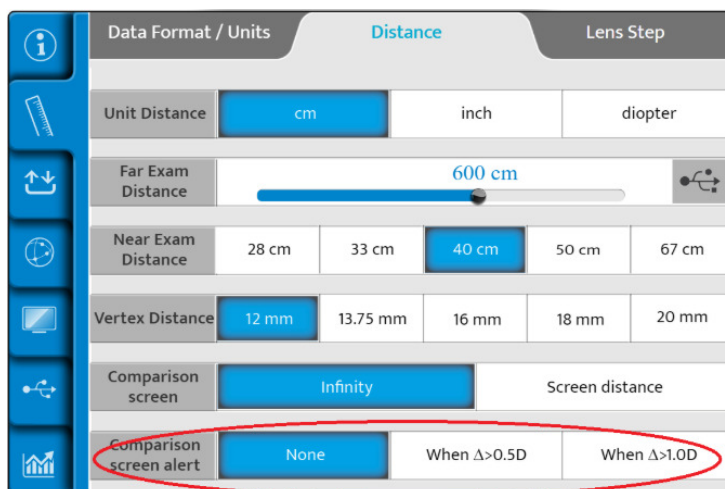 Data Format / Units Distance Lens Step
Unit Distance cm inch diopter
Far Exam Distance 600 cm
Near Exam Distance 28 cm 33 cm 40 cm 50 cm 67 cm
Vertex Distance 12 mm 13.75 mm 16 mm 18 mm 20 mm
Comparison screen Infinity Screen distance
Comparison screen alert None When Δ>0.5D When Δ>1.0D